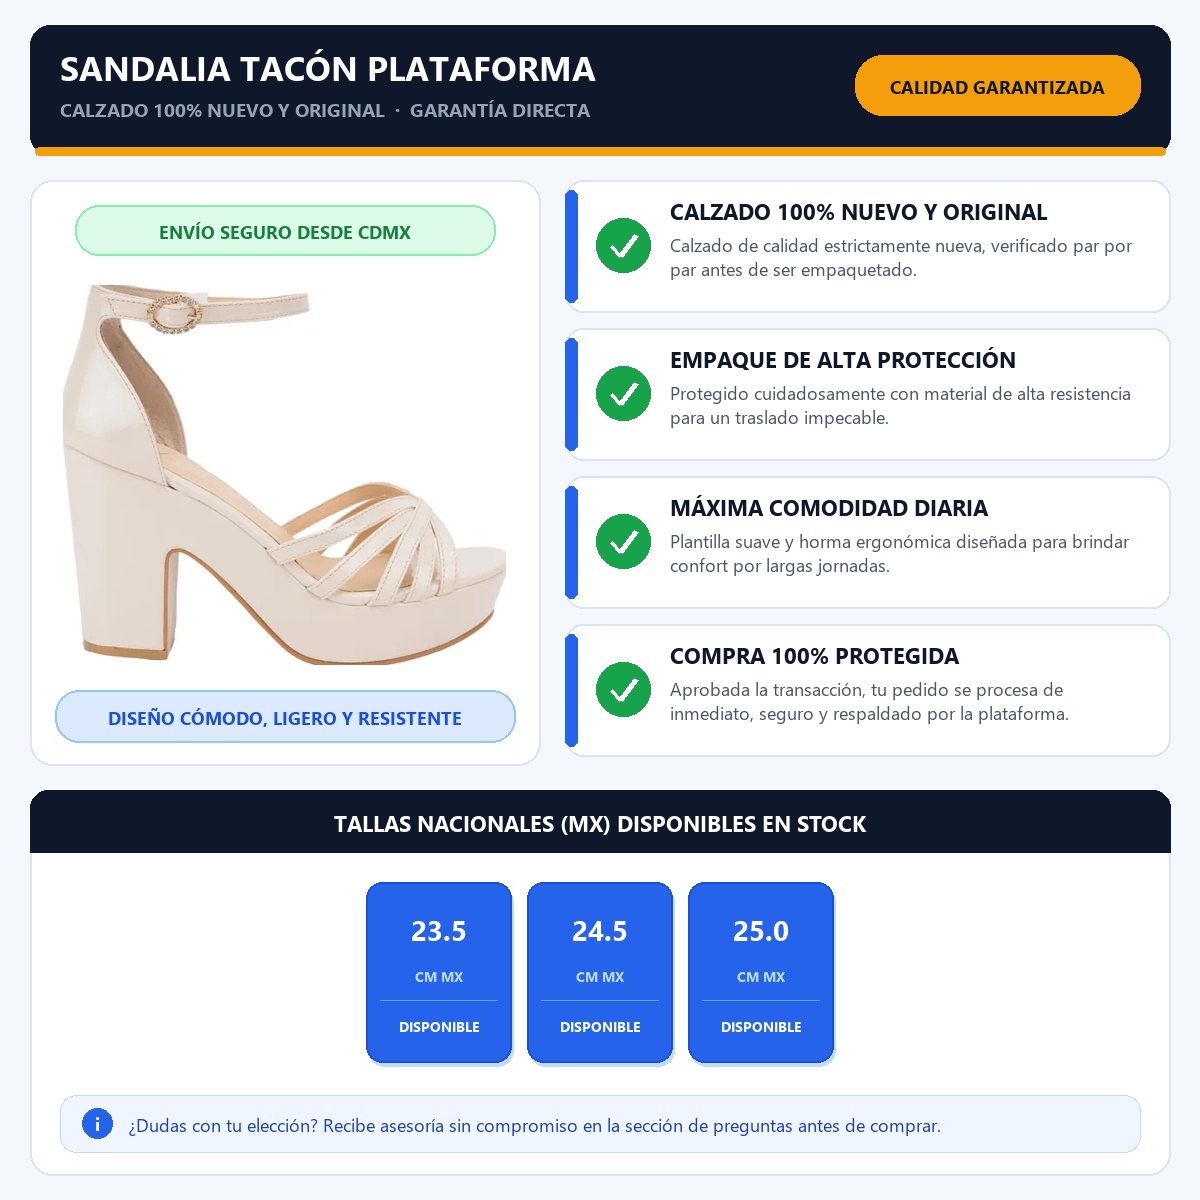 SANDALIA TACÓN PLATAFORMA
CALZADO 100% NUEVO Y ORIGINAL · GARANTÍA DIRECTA
CALIDAD GARANTIZADA
ENVÍO SEGURO DESDE CDMX
DISEÑO CÓMODO, LIGERO Y RESISTENTE
CALZADO 100% NUEVO Y ORIGINAL
Calzado de calidad estrictamente nueva, verificado par por
par antes de ser empaquetado.
EMPAQUE DE ALTA PROTECCIÓN
Protegido cuidadosamente con material de alta resistencia
para un traslado impecable.
MÁXIMA COMODIDAD DIARIA
Plantilla suave y horma ergonómica diseñada para brindar
confort por largas jornadas.
COMPRA 100% PROTEGIDA
Aprobada la transacción, tu pedido se procesa de
inmediato, seguro y respaldado por la plataforma.
TALLAS NACIONALES (MX) DISPONIBLES EN STOCK
23.5
CM MX
DISPONIBLE
24.5
CM MX
DISPONIBLE
25.0
CM MX
DISPONIBLE
¿Dudas con tu elección? Recibe asesoría sin compromiso en la sección de preguntas antes de comprar.